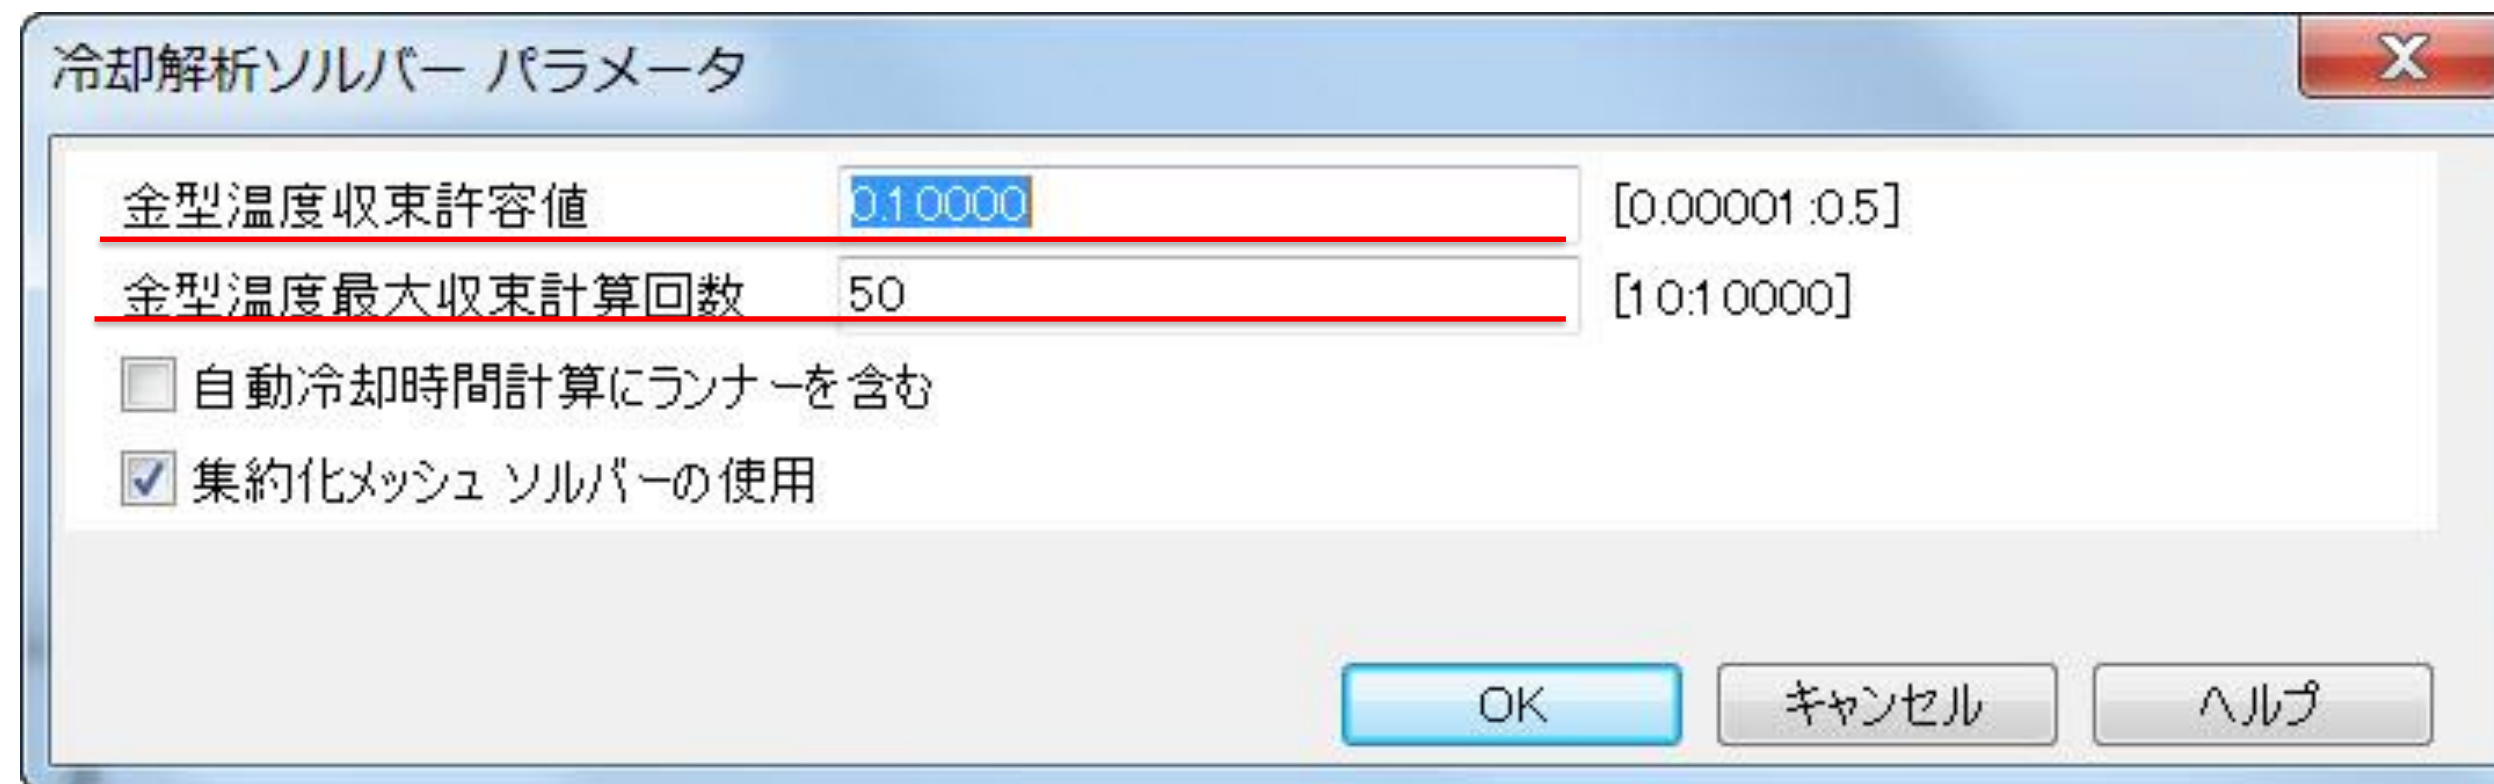 冷却解析ソルバー パラメータ
金型温度収束許容値 0.10000 [0.00001:0.5]
金型温度最大収束計算回数 50 [10:10000]
自動冷却時間計算にランナーを含む
集約化メッシュ ソルバーの使用
OK キャンセル ヘルプ